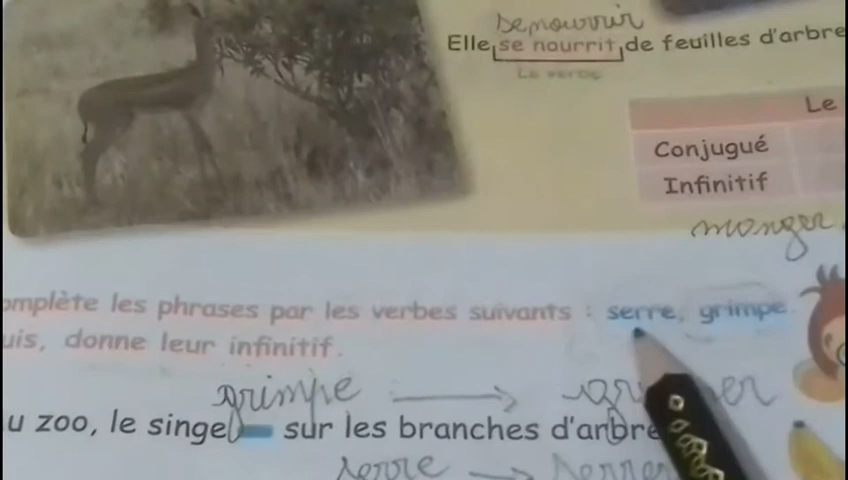 se nourrir
Elle se nourrit de feuilles d'arbre
Le verbe
Le
Conjugué
Infinitif
manger
omplète les phrases par les verbes suivants : serre, grimpe.
uis, donne leur infinitif.
grimpe →
u zoo, le singe sur les branches d'arbre
serre → serrer